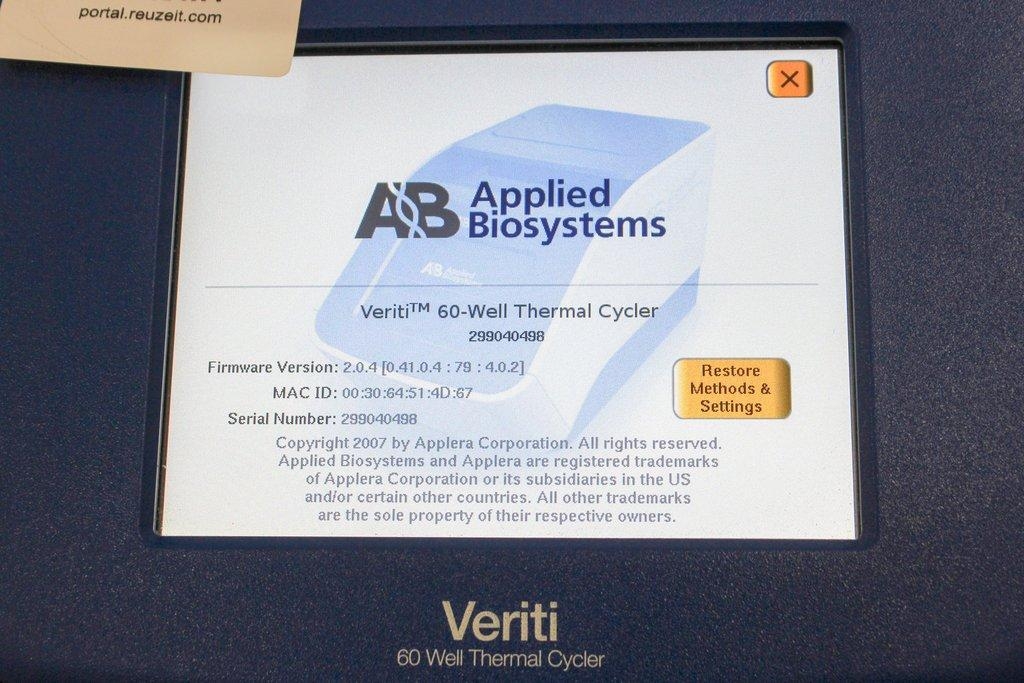 portal.reuzeit.com
AB Applied
Biosystems
AB Applied
Veriti™ 60-Well Thermal Cycler
299040498
Firmware Version: 2.0.4 [0.41.0.4 : 79 : 4.0.2]
MAC ID: 00:30:64:51:4D:67
Serial Number: 299040498
Restore
Methods &
Settings
Copyright 2007 by Applera Corporation. All rights reserved.
Applied Biosystems and Applera are registered trademarks
of Applera Corporation or its subsidiaries in the US
and/or certain other countries. All other trademarks
are the sole property of their respective owners.
Veriti
60 Well Thermal Cycler